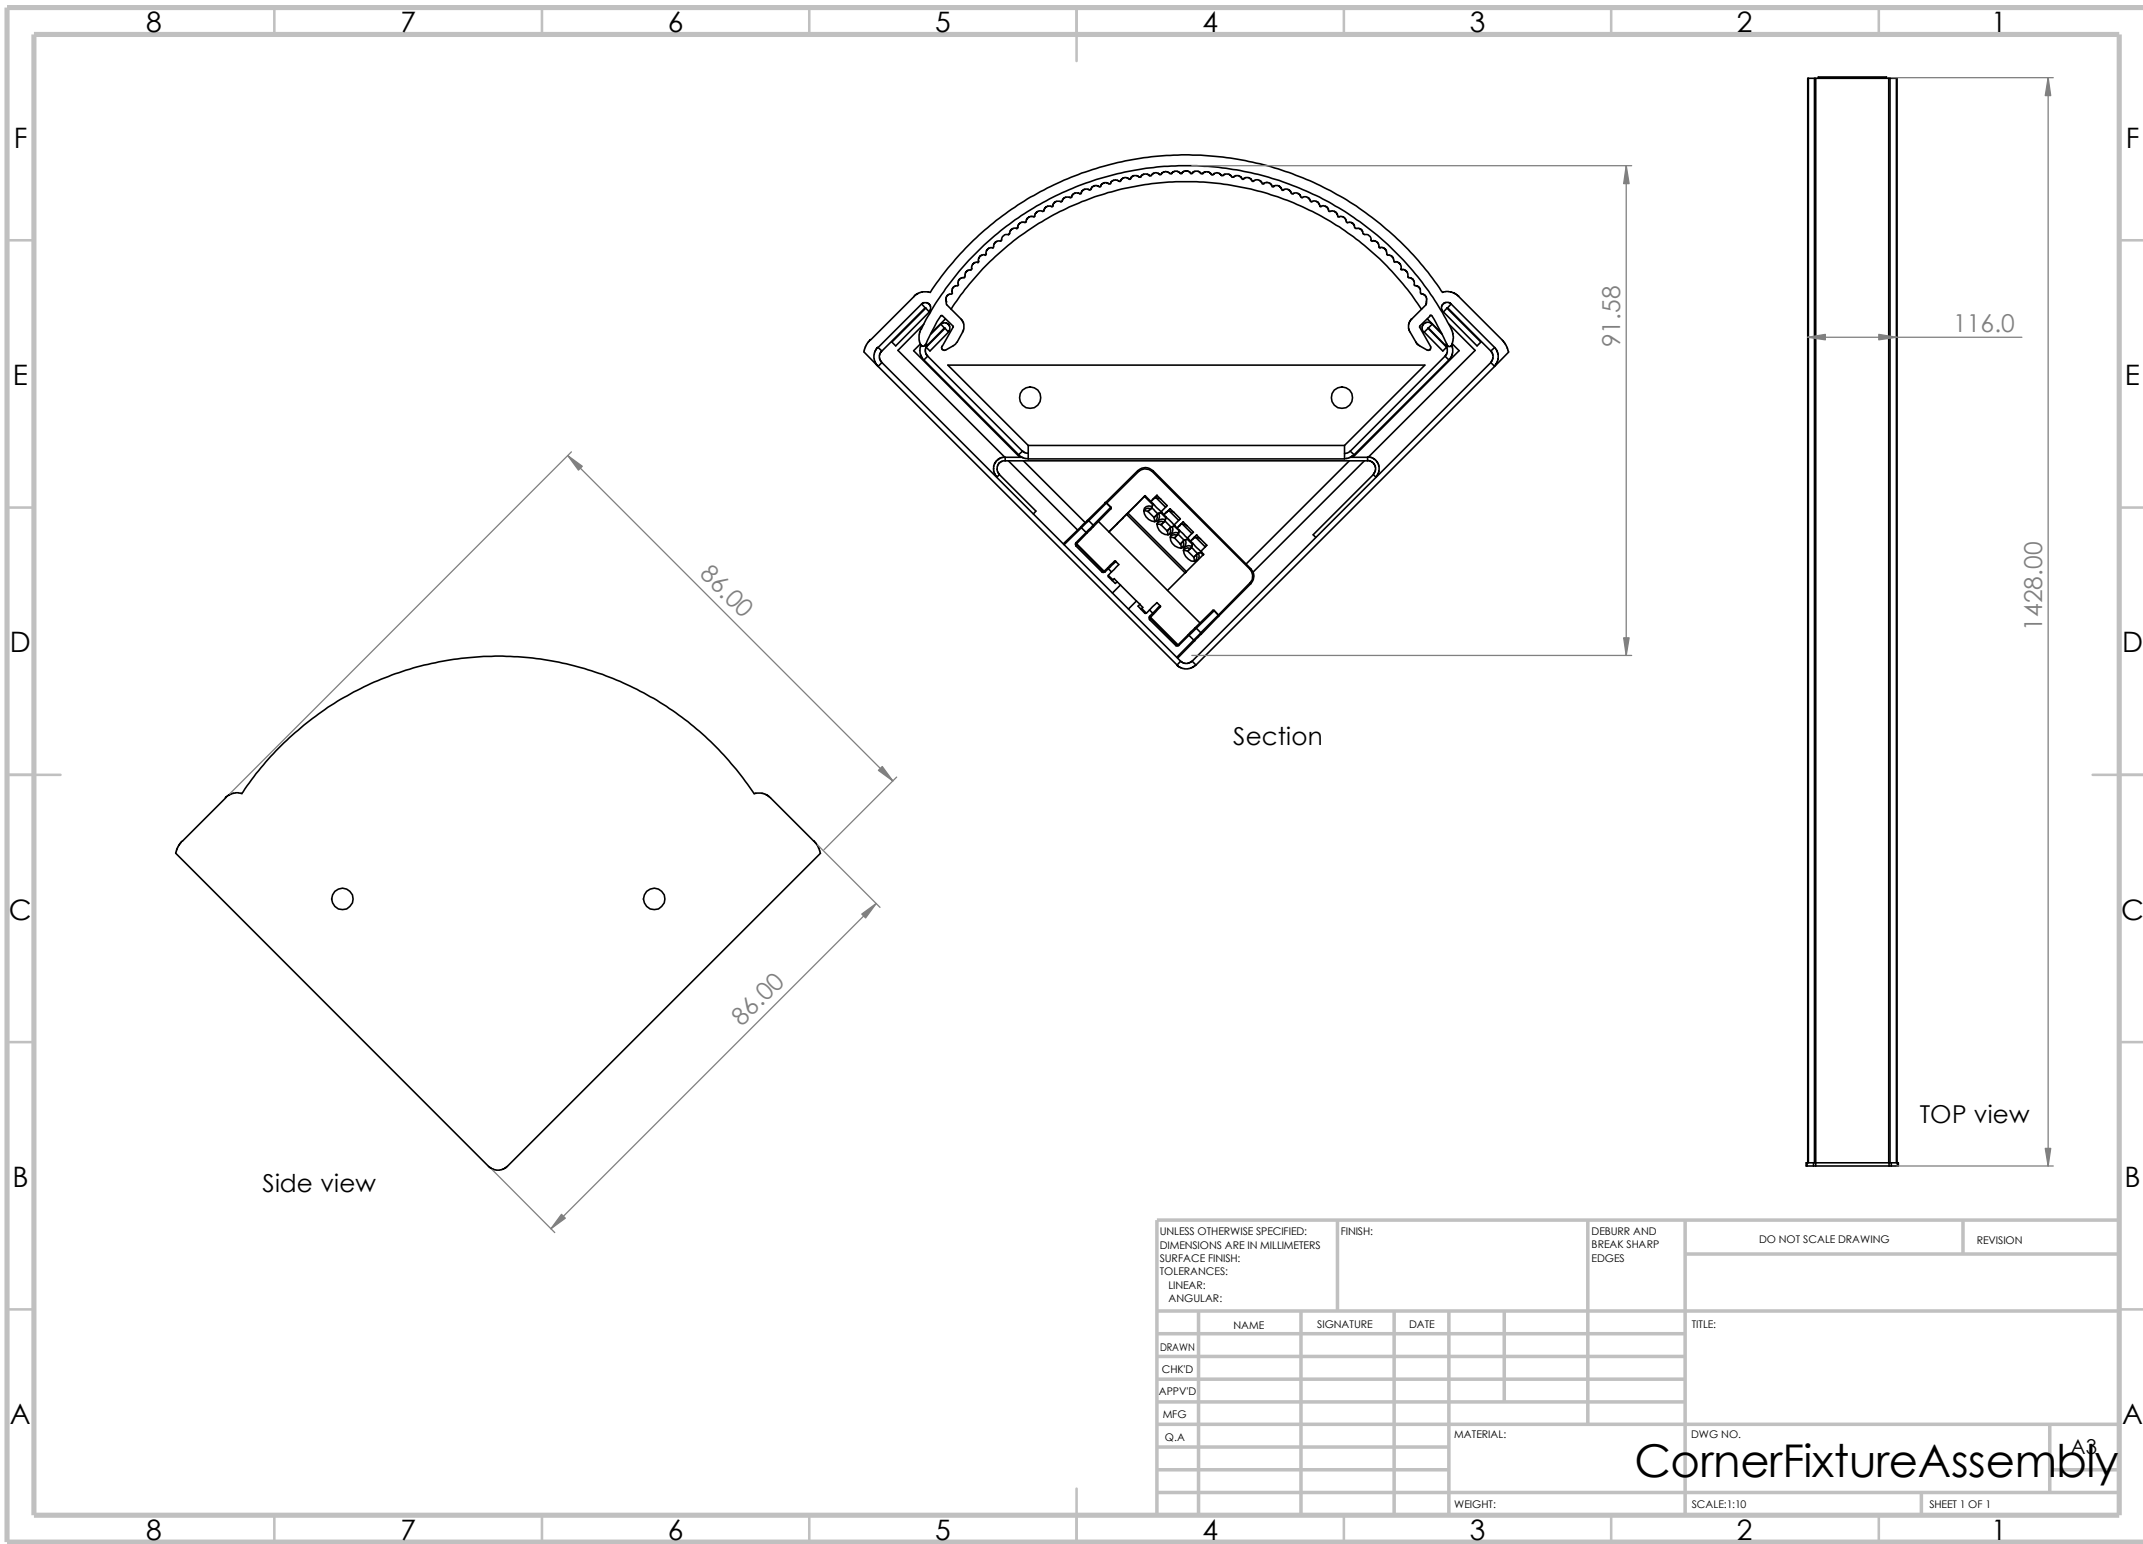 8 7 6 5 4 3 2 1
F F
E E
D D
C C
B B
A A
91.58
Section
116.0
1428.00
TOP view
86.00
86.00
Side view
UNLESS OTHERWISE SPECIFIED:
DIMENSIONS ARE IN MILLIMETERS
SURFACE FINISH:
TOLERANCES:
LINEAR:
ANGULAR:
FINISH:
DEBURR AND
BREAK SHARP
EDGES
DO NOT SCALE DRAWING
REVISION
NAME SIGNATURE DATE
DRAWN
CHK'D
APPV'D
MFG
Q.A
TITLE:
MATERIAL:
DWG NO.
CornerFixtureAssembly
A3
WEIGHT:
SCALE:1:10
SHEET 1 OF 1
8 7 6 5 4 3 2 1